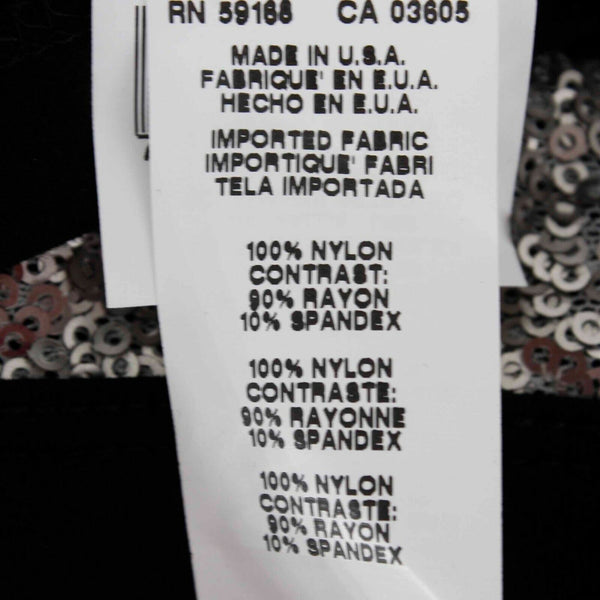 RN 59168 CA 03605
MADE IN U.S.A.
FABRIQUE' EN E.U.A.
HECHO EN E.U.A.
IMPORTED FABRIC
IMPORTIQUE' FABRI
TELA IMPORTADA
100% NYLON
CONTRAST:
90% RAYON
10% SPANDEX
100% NYLON
CONTRASTE:
90% RAYONNE
10% SPANDEX
100% NYLON
CONTRASTE:
90% RAYON
10% SPANDEX